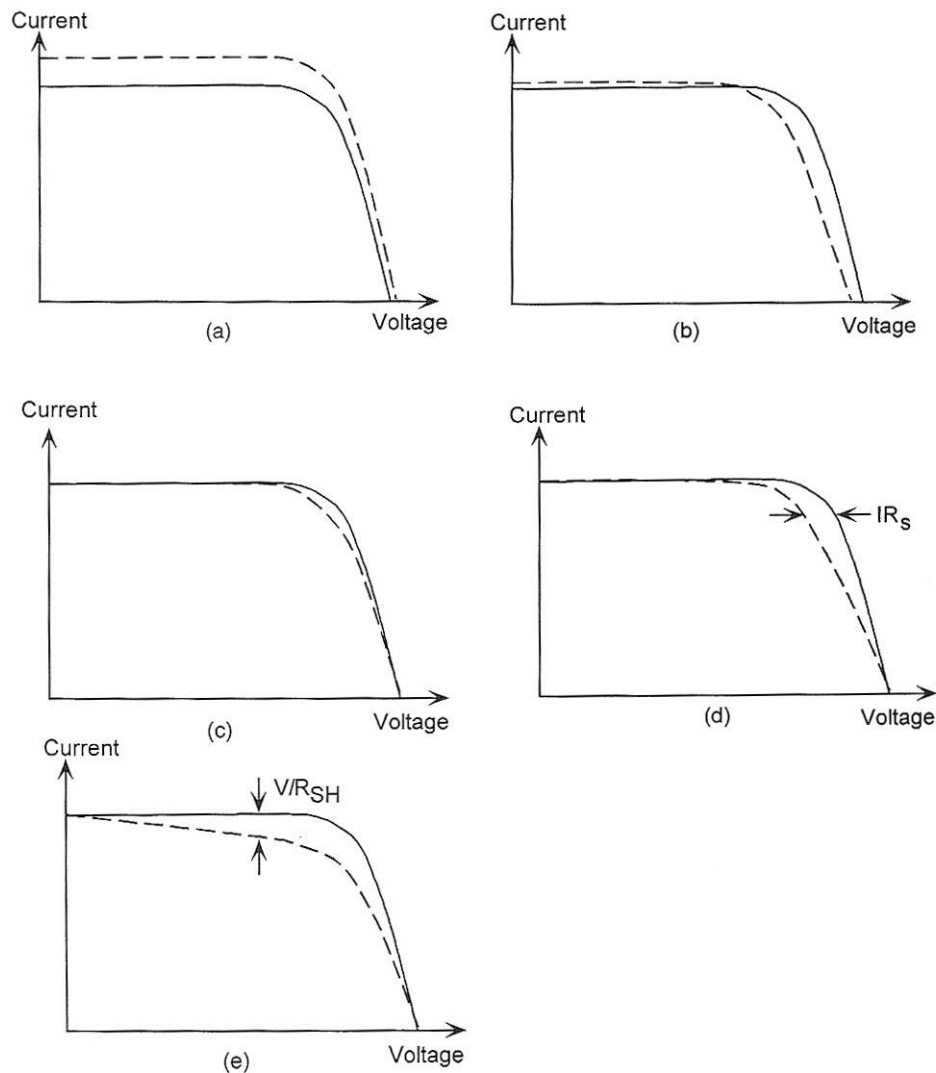 Current
Voltage
(a)
Current
Voltage
(b)
Current
Voltage
(c)
Current
IRs
Voltage
(d)
Current
V/RSH
Voltage
(e)